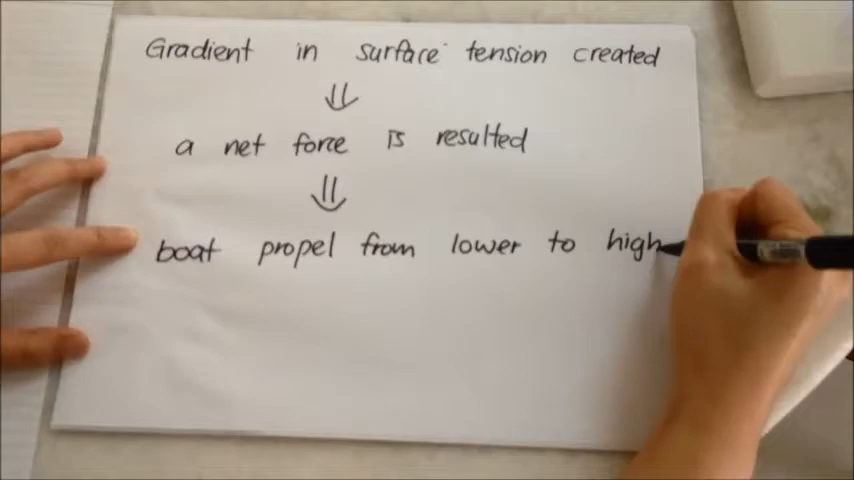 Gradient in surface tension created
⇓
a net force is resulted
⇓
boat propel from lower to high